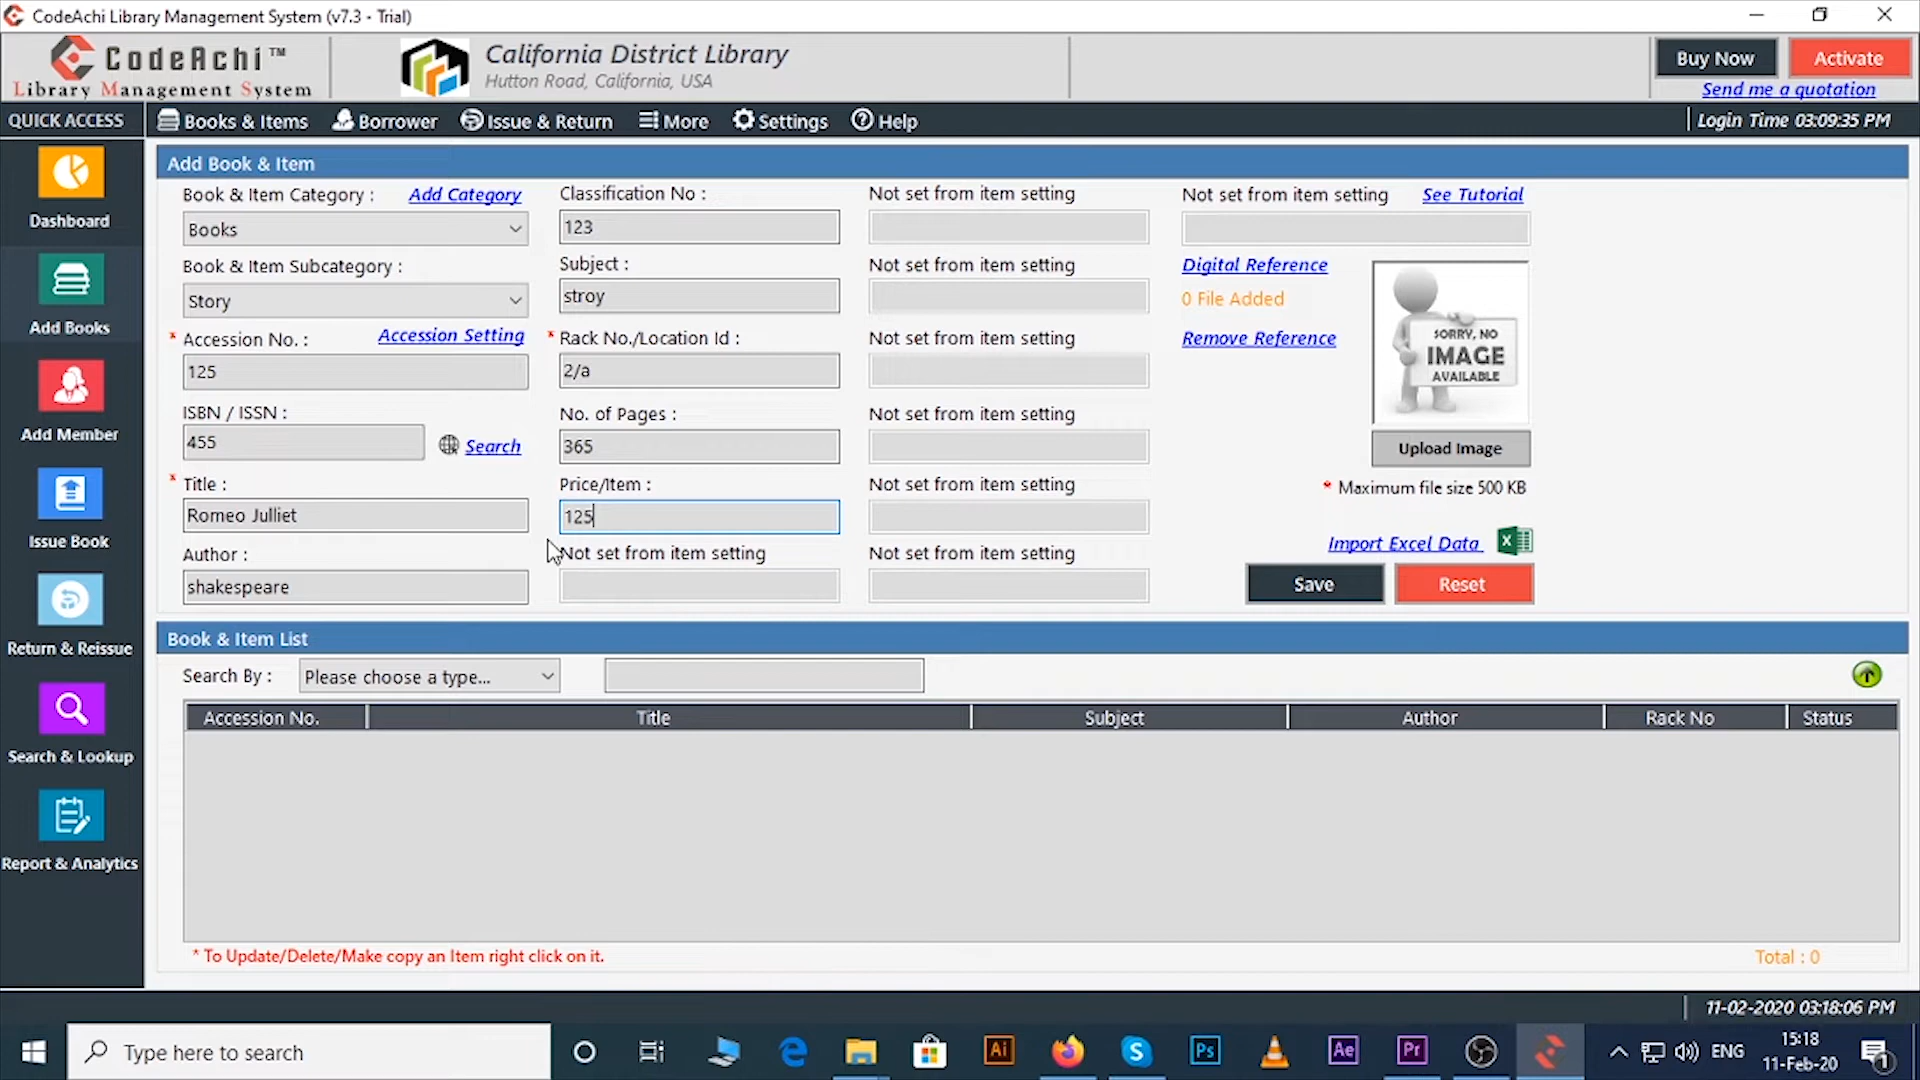 CodeAchi Library Management System (v7.3 - Trial)
CodeAchi™
Library Management System
California District Library
Hutton Road, California, USA
Buy Now
Activate
Send me a quotation
QUICK ACCESS
Books & Items
Borrower
Issue & Return
More
Settings
Help
Login Time 03:09:35 PM
Dashboard
Add Books
Add Member
Issue Book
Return & Reissue
Search & Lookup
Report & Analytics
Add Book & Item
Book & Item Category :
Add Category
Books
Book & Item Subcategory :
Story
* Accession No. :
Accession Setting
125
ISBN / ISSN :
455
Search
* Title :
Romeo Julliet
Author :
shakespeare
Classification No :
123
Subject :
stroy
* Rack No./Location Id :
2/a
No. of Pages :
365
Price/Item :
125
Not set from item setting
Not set from item setting
Not set from item setting
Not set from item setting
Not set from item setting
Not set from item setting
Not set from item setting
Not set from item setting
See Tutorial
Digital Reference
0 File Added
Remove Reference
SORRY, NO
IMAGE
AVAILABLE
Upload Image
* Maximum file size 500 KB
Import Excel Data
Save
Reset
Book & Item List
Search By :
Please choose a type...
Accession No.
Title
Subject
Author
Rack No
Status
* To Update/Delete/Make copy an Item right click on it.
Total : 0
11-02-2020 03:18:06 PM
Type here to search
Ai
Ps
Ae
Pr
ENG
15:18
11-Feb-20
1